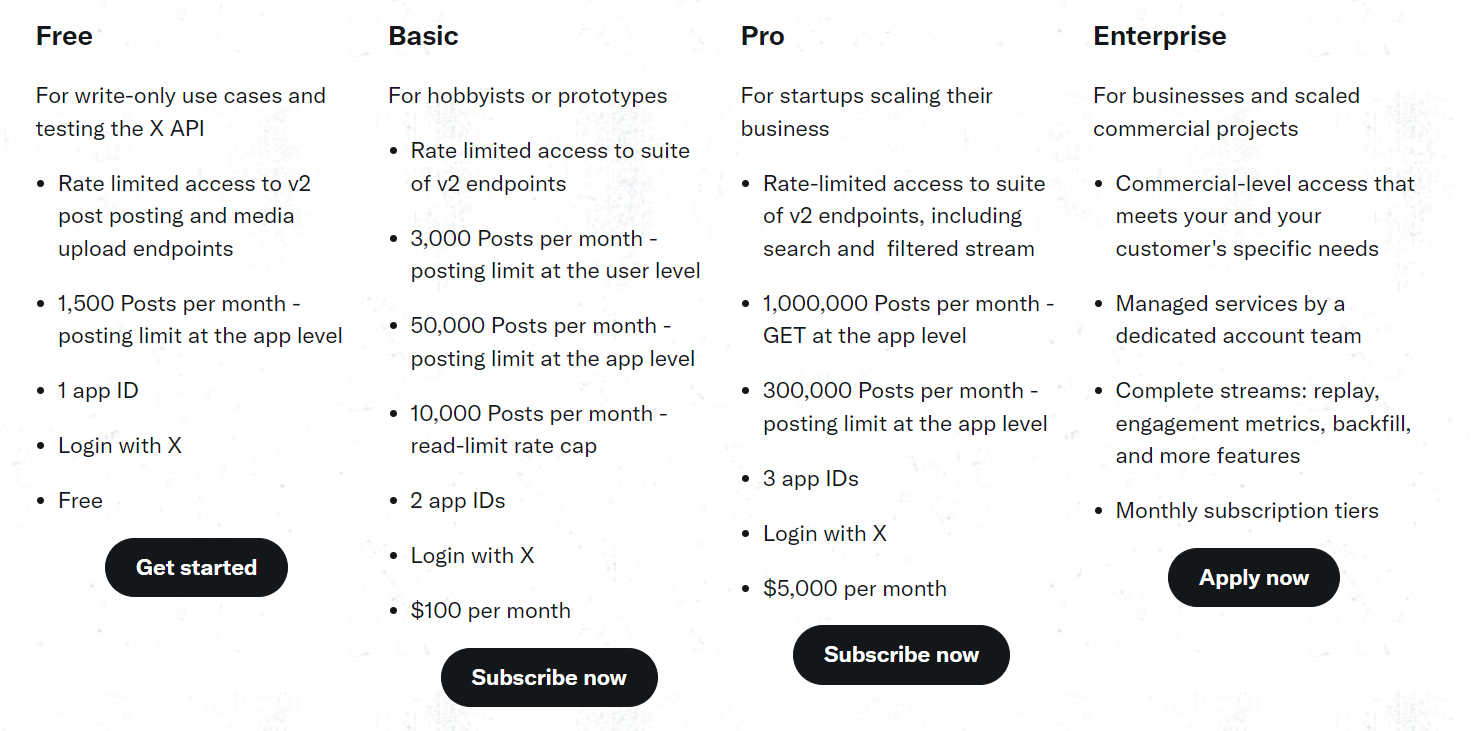 Free
For write-only use cases and
testing the X API
• Rate limited access to v2
post posting and media
upload endpoints
• 1,500 Posts per month -
posting limit at the app level
• 1 app ID
• Login with X
• Free
Get started
Basic
For hobbyists or prototypes
• Rate limited access to suite
of v2 endpoints
• 3,000 Posts per month -
posting limit at the user level
• 50,000 Posts per month -
posting limit at the app level
• 10,000 Posts per month -
read-limit rate cap
• 2 app IDs
• Login with X
• $100 per month
Subscribe now
Pro
For startups scaling their
business
• Rate-limited access to suite
of v2 endpoints, including
search and  filtered stream
• 1,000,000 Posts per month -
GET at the app level
• 300,000 Posts per month -
posting limit at the app level
• 3 app IDs
• Login with X
• $5,000 per month
Subscribe now
Enterprise
For businesses and scaled
commercial projects
• Commercial-level access that
meets your and your
customer's specific needs
• Managed services by a
dedicated account team
• Complete streams: replay,
engagement metrics, backfill,
and more features
• Monthly subscription tiers
Apply now